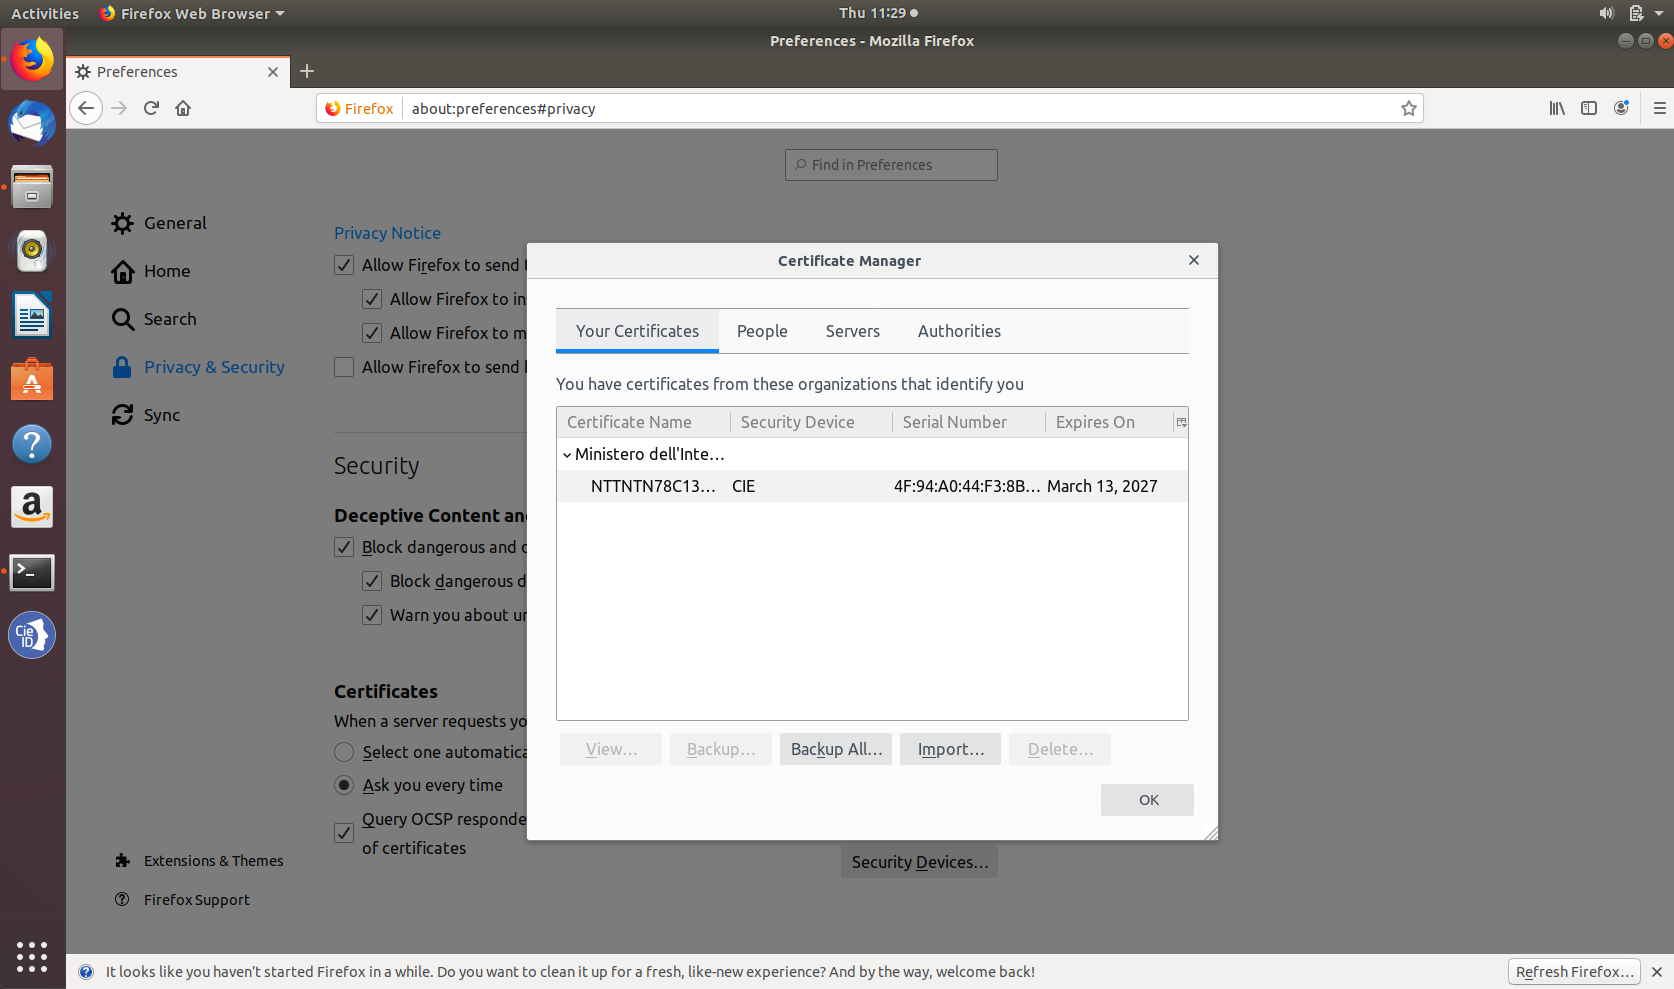 Activities
Firefox Web Browser
Thu 11:29
Preferences - Mozilla Firefox
Preferences
Firefox
about:preferences#privacy
Find in Preferences
General
Home
Search
Privacy & Security
Sync
Extensions & Themes
Firefox Support
Privacy Notice
Allow Firefox to send
Allow Firefox to in
Allow Firefox to m
Allow Firefox to send
Security
Deceptive Content an
Block dangerous and
Block dangerous d
Warn you about un
Certificates
When a server requests yo
Select one automatica
Ask you every time
Query OCSP responde
of certificates
Security Devices...
Certificate Manager
Your Certificates
People
Servers
Authorities
You have certificates from these organizations that identify you
Certificate Name
Security Device
Serial Number
Expires On
Ministero dell'Inte...
NTTNTN78C13...
CIE
4F:94:A0:44:F3:8B...
March 13, 2027
View...
Backup...
Backup All...
Import...
Delete...
OK
Cie
ID
It looks like you haven't started Firefox in a while. Do you want to clean it up for a fresh, like-new experience? And by the way, welcome back!
Refresh Firefox...